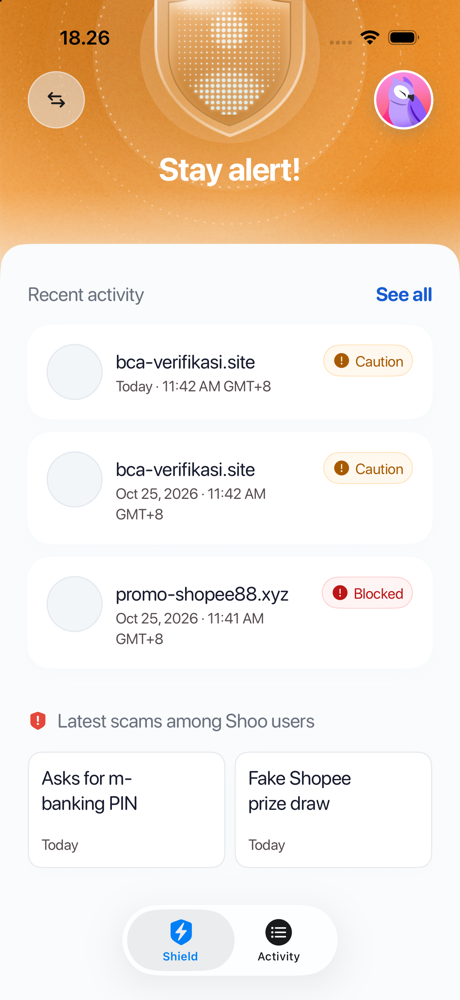 18.26
Stay alert!
Recent activity
See all
bca-verifikasi.site
Caution
Today · 11:42 AM GMT+8
bca-verifikasi.site
Caution
Oct 25, 2026 · 11:42 AM
GMT+8
promo-shopee88.xyz
Blocked
Oct 25, 2026 · 11:41 AM
GMT+8
Latest scams among Shoo users
Asks for m-
banking PIN
Today
Fake Shopee
prize draw
Today
Shield
Activity